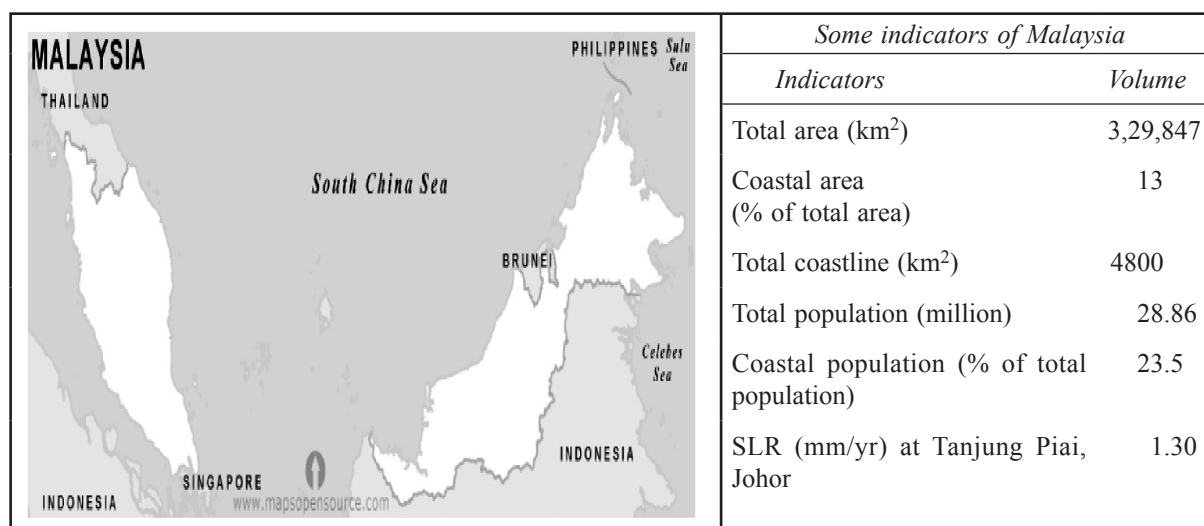 MALAYSIA
THAILAND
PHILIPPINES
Sulu
Sea
South China Sea
BRUNEI
Celebes
Sea
INDONESIA
SINGAPORE
INDONESIA
www.mapsopensource.com
Some indicators of Malaysia
Indicators Volume
Total area (km²) 3,29,847
Coastal area 13
(% of total area)
Total coastline (km²) 4800
Total population (million) 28.86
Coastal population (% of total 23.5
population)
SLR (mm/yr) at Tanjung Piai, 1.30
Johor